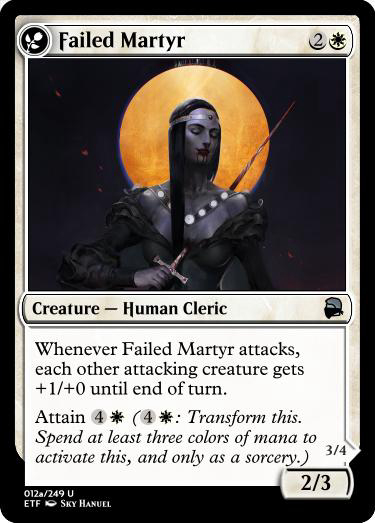 Failed Martyr 2
Creature — Human Cleric
Whenever Failed Martyr attacks,
each other attacking creature gets
+1/+0 until end of turn.
Attain 4 (4: Transform this.
Spend at least three colors of mana to
activate this, and only as a sorcery.)
3/4
2/3
012a/249 U
ETF SKY HANUEL